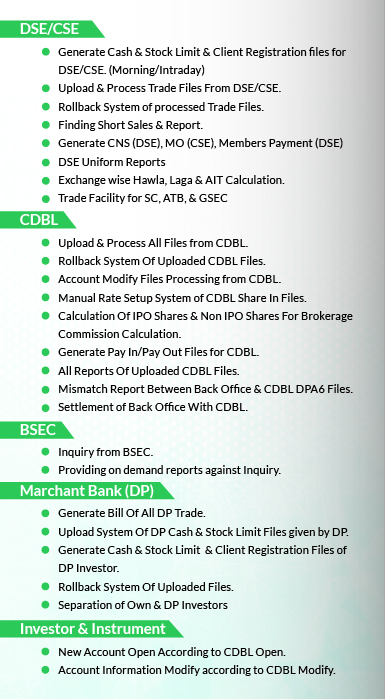 DSE/CSE
Generate Cash & Stock Limit & Client Registration files for
DSE/CSE. (Morning/Intraday)
Upload & Process Trade Files From DSE/CSE.
Rollback System of processed Trade Files.
Finding Short Sales & Report.
Generate CNS (DSE), MO (CSE), Members Payment (DSE)
DSE Uniform Reports
Exchange wise Hawla, Laga & AIT Calculation.
Trade Facility for SC, ATB, & GSEC
CDBL
Upload & Process All Files from CDBL.
Rollback System Of Uploaded CDBL Files.
Account Modify Files Processing from CDBL.
Manual Rate Setup System of CDBL Share In Files.
Calculation Of IPO Shares & Non IPO Shares For Brokerage
Commission Calculation.
Generate Pay In/Pay Out Files for CDBL.
All Reports Of Uploaded CDBL Files.
Mismatch Report Between Back Office & CDBL DPA6 Files.
Settlement of Back Office With CDBL.
BSEC
Inquiry from BSEC.
Providing on demand reports against Inquiry.
Marchant Bank (DP)
Generate Bill Of All DP Trade.
Upload System Of DP Cash & Stock Limit Files given by DP.
Generate Cash & Stock Limit & Client Registration Files of
DP Investor.
Rollback System Of Uploaded Files.
Separation of Own & DP Investors
Investor & Instrument
New Account Open According to CDBL Open.
Account Information Modify according to CDBL Modify.